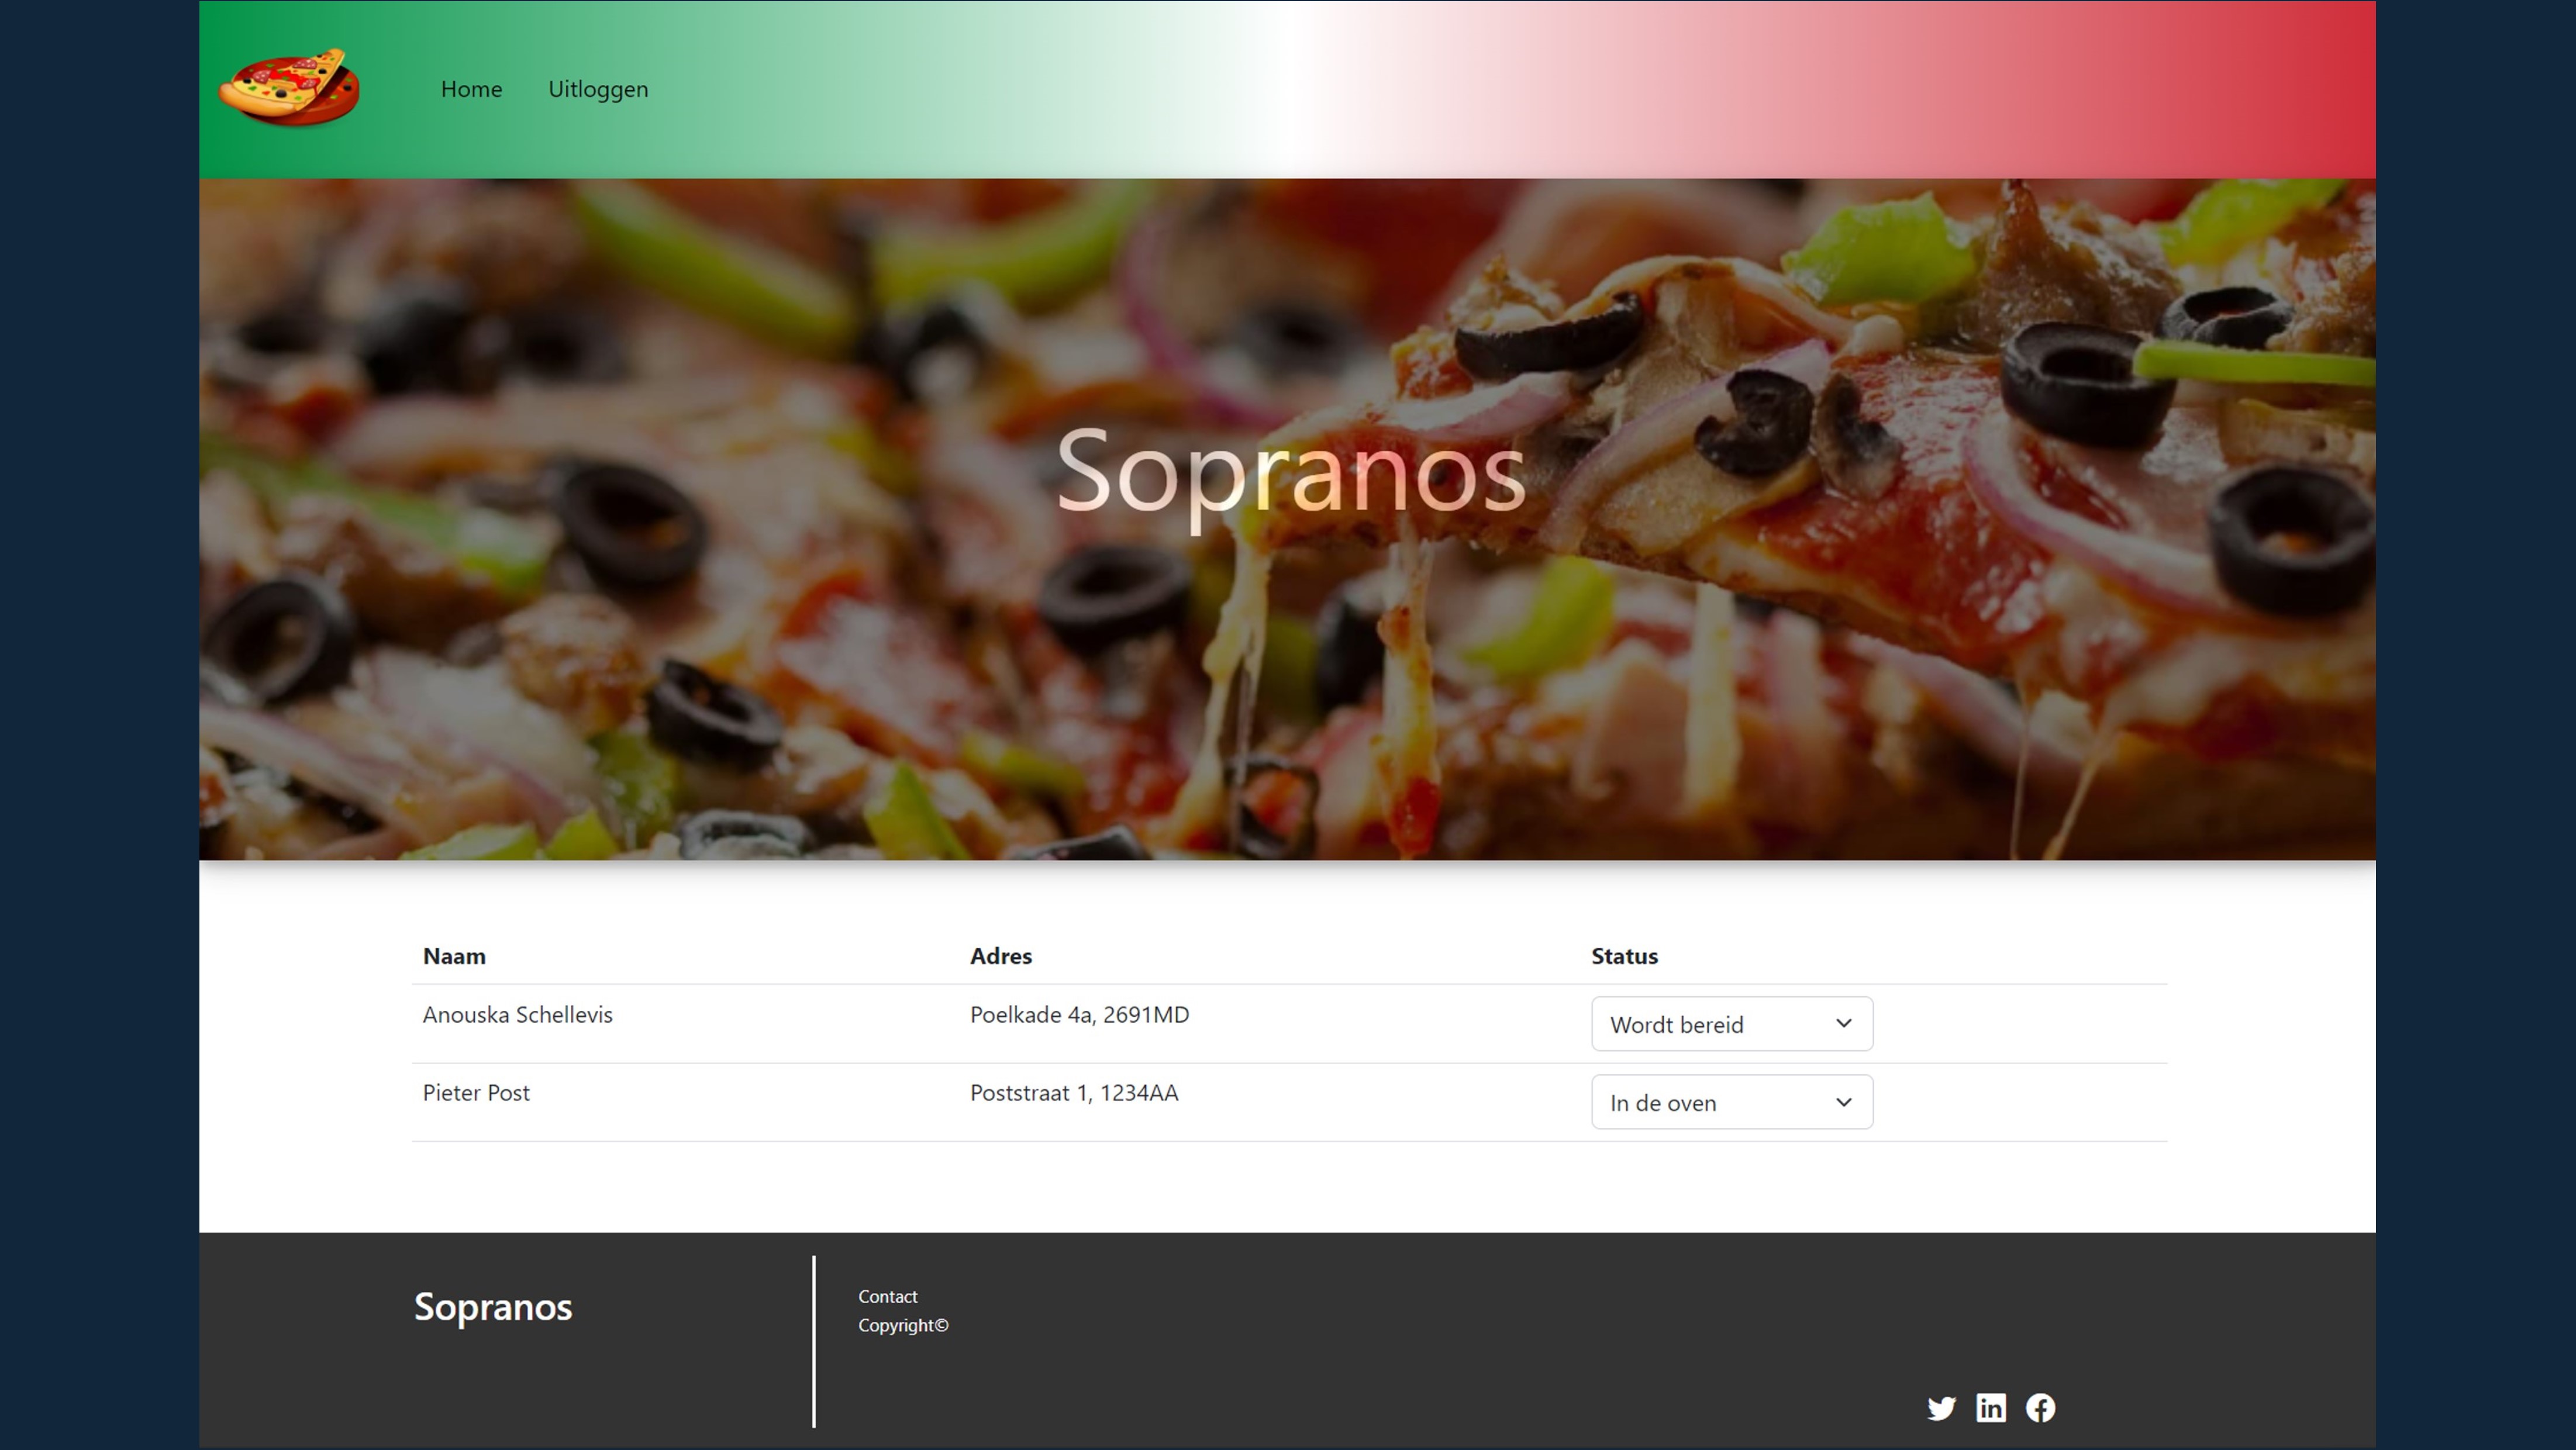 Home Uitloggen
Sopranos
Naam Adres Status
Anouska Schellevis Poelkade 4a, 2691MD Wordt bereid
Pieter Post Poststraat 1, 1234AA In de oven
Sopranos
Contact
Copyright©
in